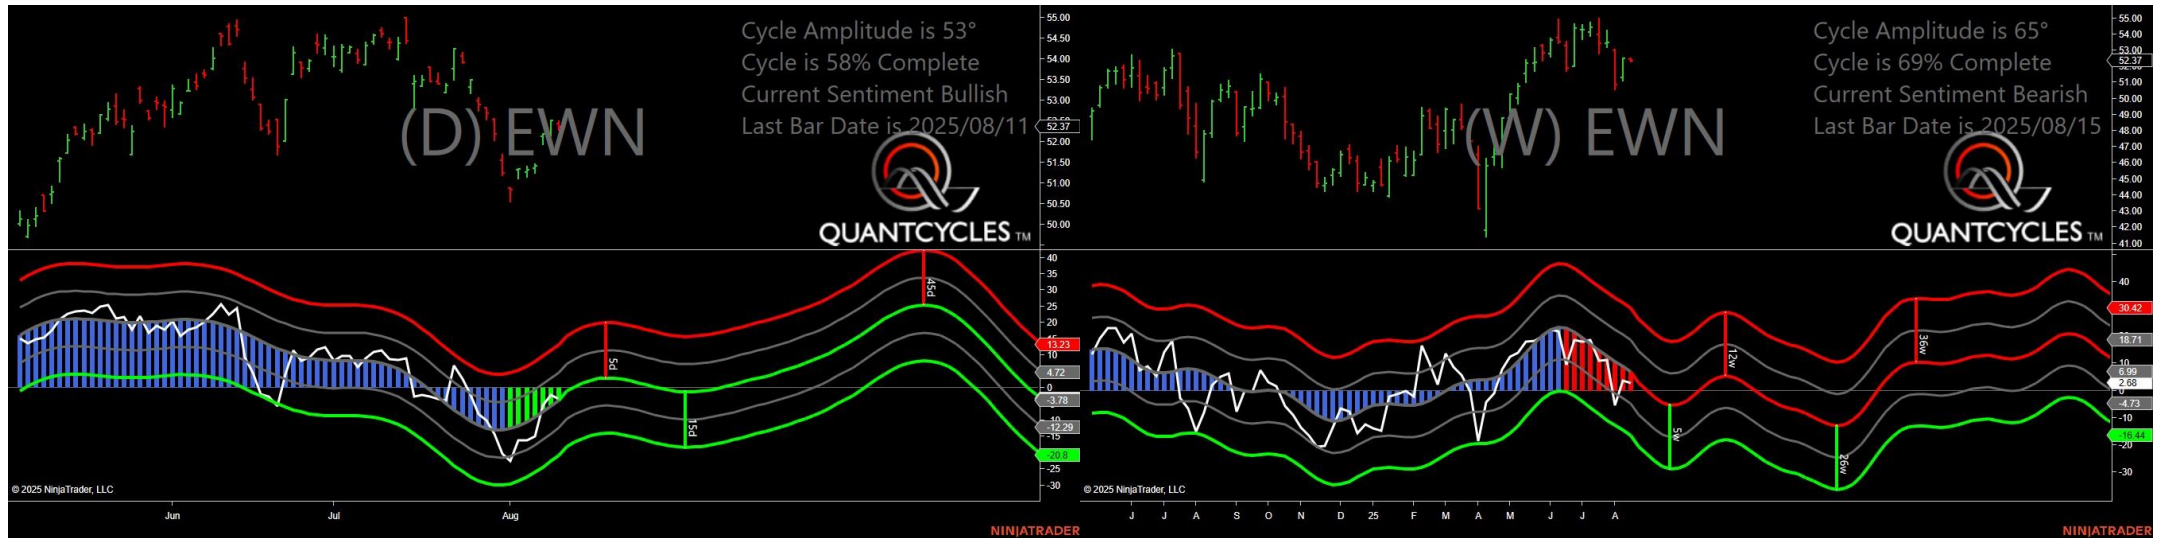 Cycle Amplitude is 53°
Cycle is 58% Complete
Current Sentiment Bullish
Last Bar Date is 2025/08/11
(D) EWN
QUANTCYCLES TM
55.00
54.50
54.00
53.50
53.00
52.37
52.00
51.50
51.00
50.50
50.00
40
35
30
25
20
13.23
10
4.72
0
-3.78
-12.29
-15
-20.8
-25
-30
5d
15d
45d
© 2025 NinjaTrader, LLC
Jun Jul Aug
NINJATRADER
Cycle Amplitude is 65°
Cycle is 69% Complete
Current Sentiment Bearish
Last Bar Date is 2025/08/15
(W) EWN
QUANTCYCLES TM
55.00
54.00
53.00
52.37
51.00
50.00
49.00
48.00
47.00
46.00
45.00
44.00
43.00
42.00
41.00
40
30.42
18.71
10
6.99
2.68
-4.73
-10
-16.44
-20
-30
5w
12w
26w
36w
© 2025 NinjaTrader, LLC
J J A S O N D 25 F M A M J J A
NINJATRADER